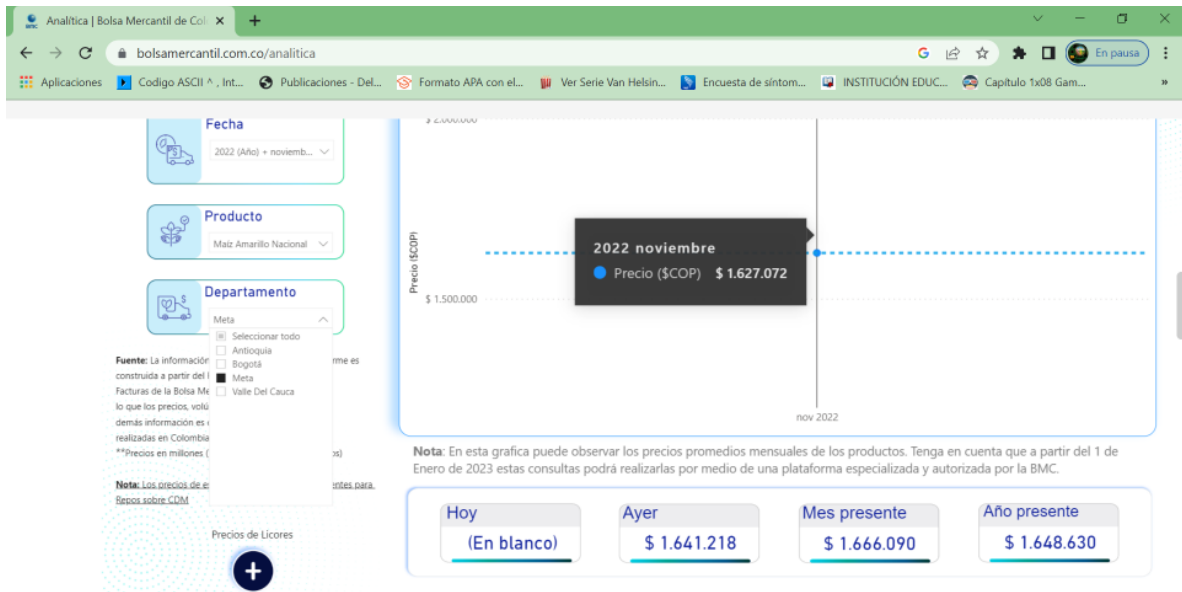 Analítica | Bolsa Mercantil de Col
bolsamercantil.com.co/analitica
En pausa
Aplicaciones
Codigo ASCII ^ , Int...
Publicaciones - Del...
Formato APA con el...
Ver Serie Van Helsin...
Encuesta de síntom...
INSTITUCIÓN EDUC...
Capítulo 1x08 Gam...
»
Fecha
2022 (Año) + noviemb...
Producto
Maíz Amarillo Nacional
Departamento
Meta
Seleccionar todo
Antioquia
Bogotá
Meta
Valle Del Cauca
Fuente: La información rme es
construida a partir del
Facturas de la Bolsa Me
lo que los precios, volú
demás información es
realizadas en Colombia
**Precios en millones ( os)
Nota: Los precios de es entes para
Repos sobre CDM
Precios de Licores
$ 2.000.000
Precio ($COP)
$ 1.500.000
2022 noviembre
Precio ($COP) $ 1.627.072
nov 2022
Nota: En esta grafica puede observar los precios promedios mensuales de los productos. Tenga en cuenta que a partir del 1 de
Enero de 2023 estas consultas podrá realizarlas por medio de una plataforma especializada y autorizada por la BMC.
Hoy
(En blanco)
Ayer
$ 1.641.218
Mes presente
$ 1.666.090
Año presente
$ 1.648.630